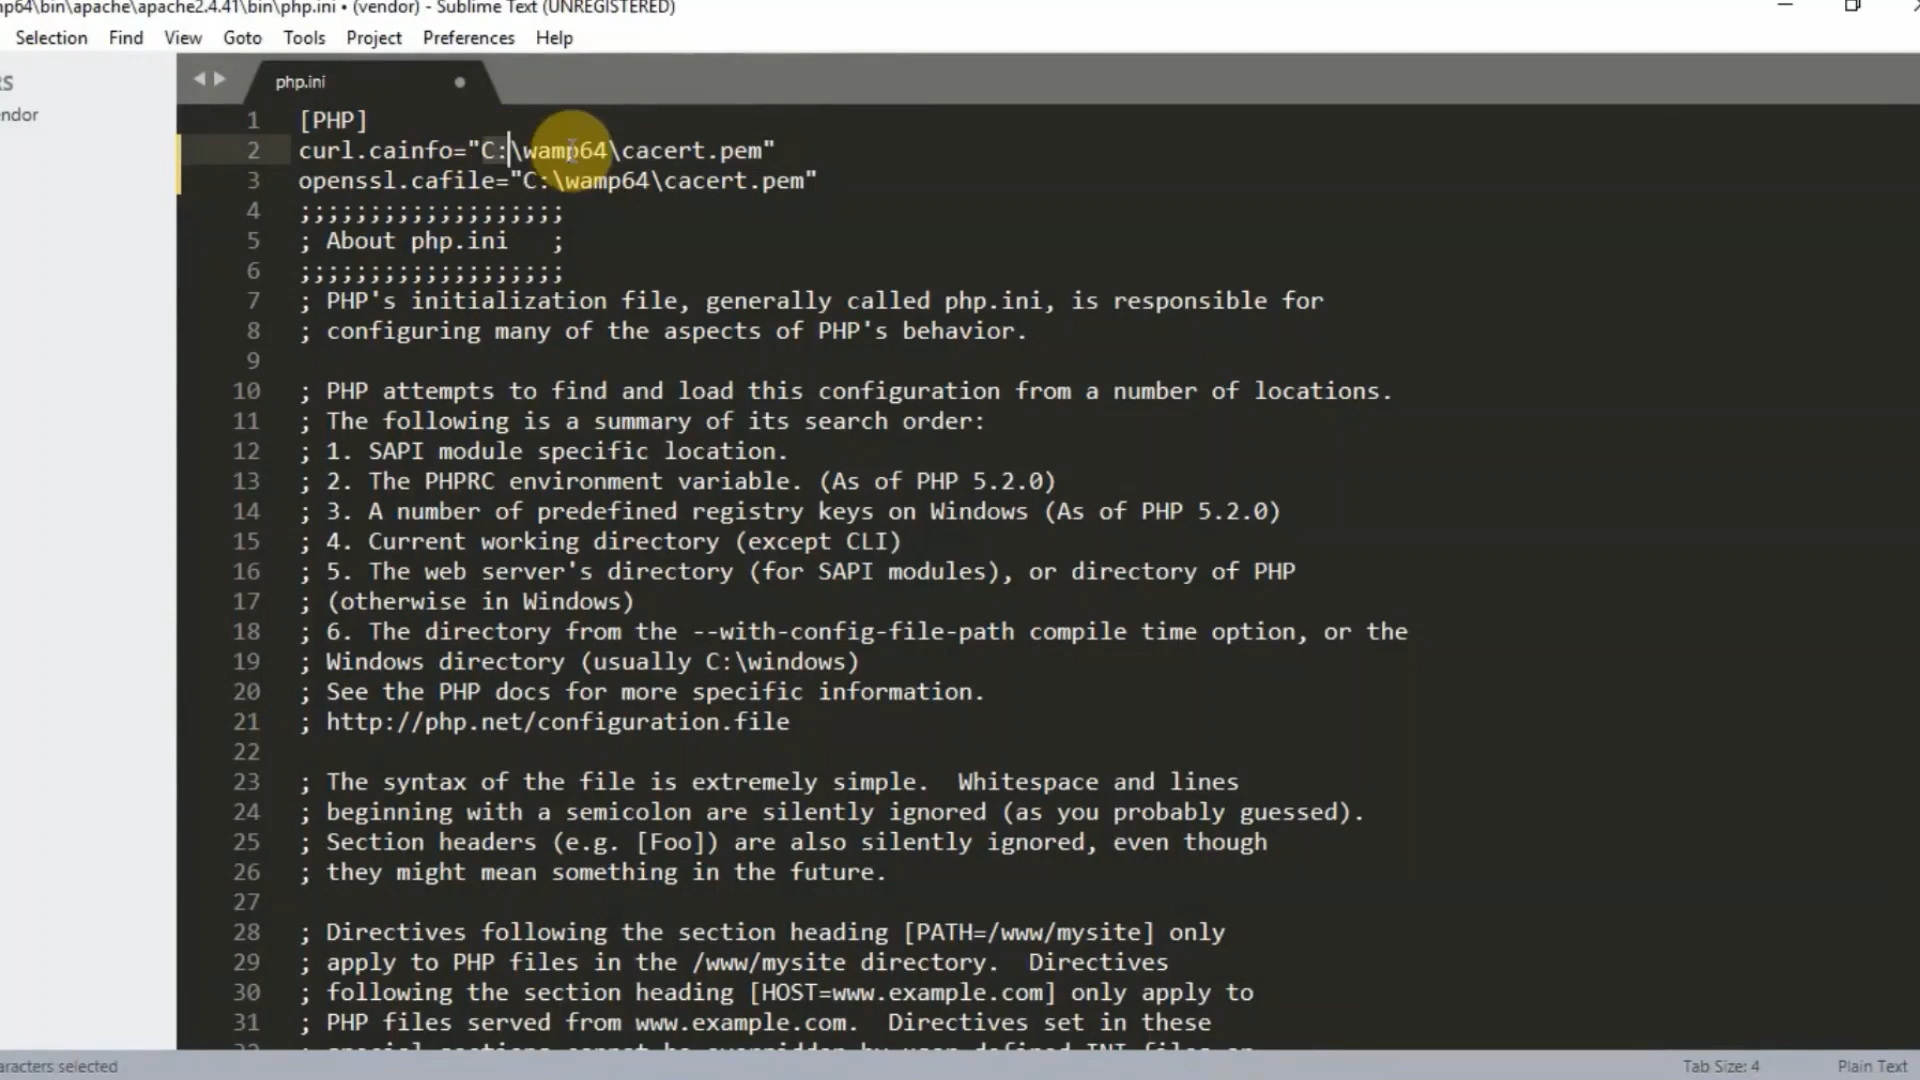 mp64\bin\apache\apache2.4.41\bin\php.ini • (vendor) - Sublime Text (UNREGISTERED)
Selection Find View Goto Tools Project Preferences Help
php.ini
1 [PHP]
2 curl.cainfo="C:\wamp64\cacert.pem"
3 openssl.cafile="C:\wamp64\cacert.pem"
4 ;;;;;;;;;;;;;;;;;;;
5 ; About php.ini   ;
6 ;;;;;;;;;;;;;;;;;;;
7 ; PHP's initialization file, generally called php.ini, is responsible for
8 ; configuring many of the aspects of PHP's behavior.
9
10 ; PHP attempts to find and load this configuration from a number of locations.
11 ; The following is a summary of its search order:
12 ; 1. SAPI module specific location.
13 ; 2. The PHPRC environment variable. (As of PHP 5.2.0)
14 ; 3. A number of predefined registry keys on Windows (As of PHP 5.2.0)
15 ; 4. Current working directory (except CLI)
16 ; 5. The web server's directory (for SAPI modules), or directory of PHP
17 ; (otherwise in Windows)
18 ; 6. The directory from the --with-config-file-path compile time option, or the
19 ; Windows directory (usually C:\windows)
20 ; See the PHP docs for more specific information.
21 ; http://php.net/configuration.file
22
23 ; The syntax of the file is extremely simple.  Whitespace and lines
24 ; beginning with a semicolon are silently ignored (as you probably guessed).
25 ; Section headers (e.g. [Foo]) are also silently ignored, even though
26 ; they might mean something in the future.
27
28 ; Directives following the section heading [PATH=/www/mysite] only
29 ; apply to PHP files in the /www/mysite directory.  Directives
30 ; following the section heading [HOST=www.example.com] only apply to
31 ; PHP files served from www.example.com.  Directives set in these
aracters selected
Tab Size: 4
Plain Text